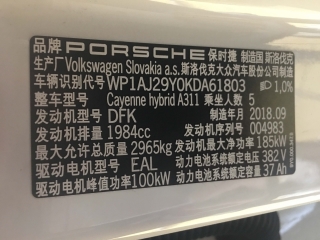 品牌 PORSCHE 保时捷 制造国 斯洛伐克
生产厂 Volkswagen Slovakia a.s. 斯洛伐克大众汽车股份公司
车辆识别代号 WP1AJ29Y0KDA61803 1,0%
整车型号 Cayenne hybrid A311 乘坐人数 5
发动机型号 DFK 制造年月 2018.09
发动机排量 1984cc 发动机号 004983
最大允许总质量 2965kg 发动机最大净功率 185kW
驱动电机型号 EAL 动力电池系统额定电压 382 V
驱动电机峰值功率 100kW 动力电池系统额定容量 37 Ah